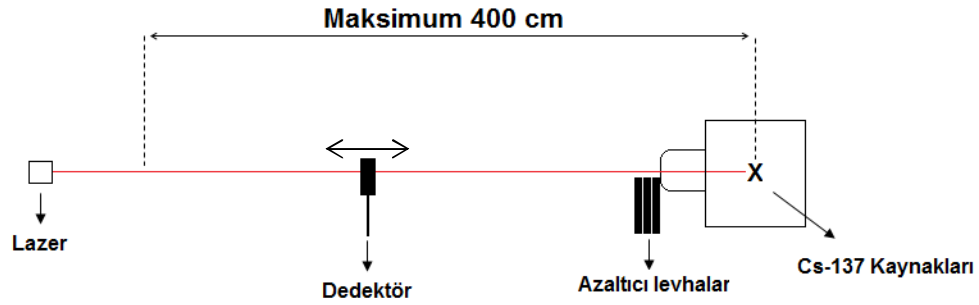 Maksimum 400 cm
X
Lazer
Dedektör
Azaltıcı levhalar
Cs-137 Kaynakları